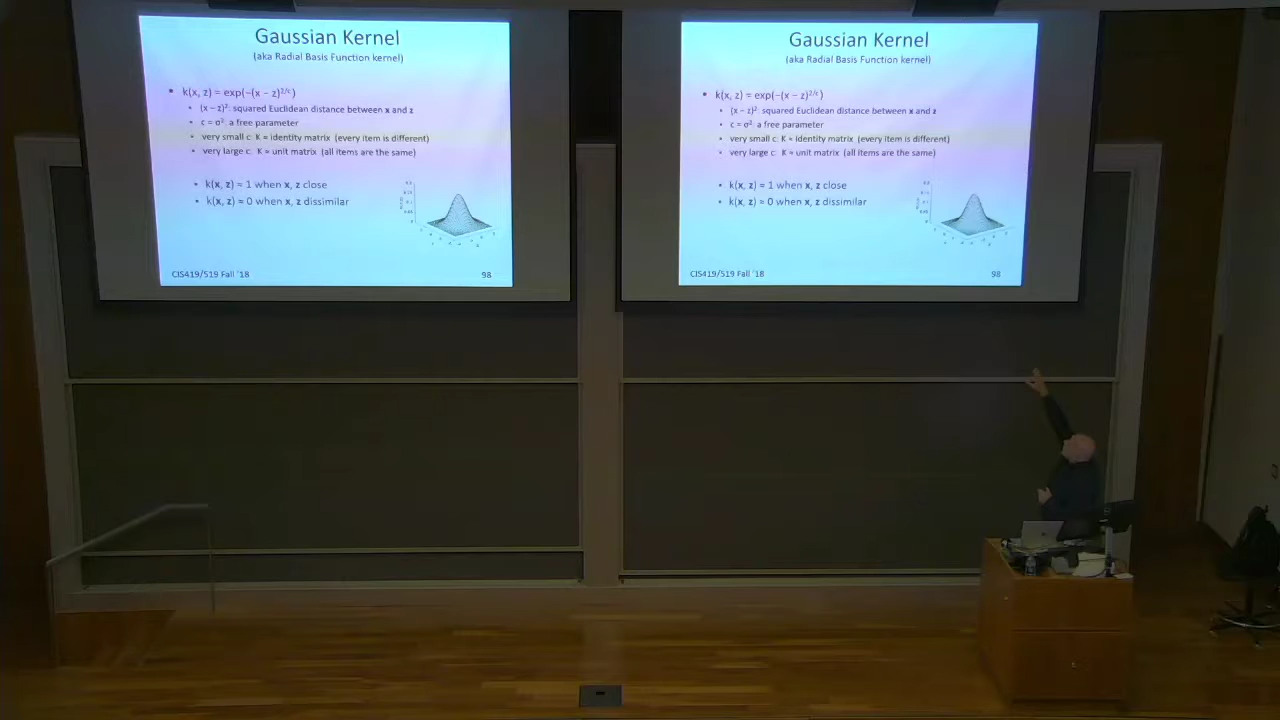 Gaussian Kernel
(aka Radial Basis Function kernel)
• k(x, z) = exp(−(x − z)²/ᶜ)
• (x − z)²: squared Euclidean distance between x and z
• c = σ²: a free parameter
• very small c: K ≈ identity matrix (every item is different)
• very large c: K ≈ unit matrix (all items are the same)
• k(x, z) ≈ 1 when x, z close
• k(x, z) ≈ 0 when x, z dissimilar
CIS419/519 Fall '18
98
Gaussian Kernel
(aka Radial Basis Function kernel)
• k(x, z) = exp(−(x − z)²/ᶜ)
• (x − z)²: squared Euclidean distance between x and z
• c = σ²: a free parameter
• very small c: K ≈ identity matrix (every item is different)
• very large c: K ≈ unit matrix (all items are the same)
• k(x, z) ≈ 1 when x, z close
• k(x, z) ≈ 0 when x, z dissimilar
CIS419/519 Fall '18
98